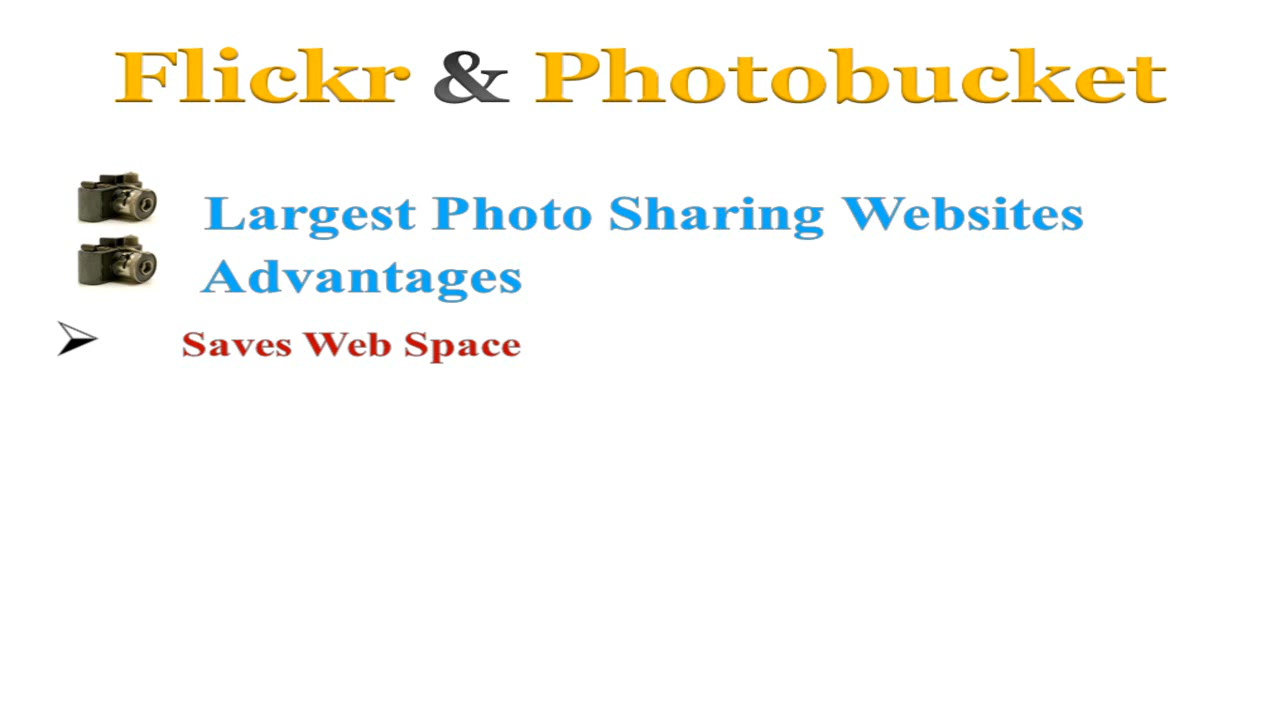 Flickr & Photobucket
Largest Photo Sharing Websites
Advantages
Saves Web Space